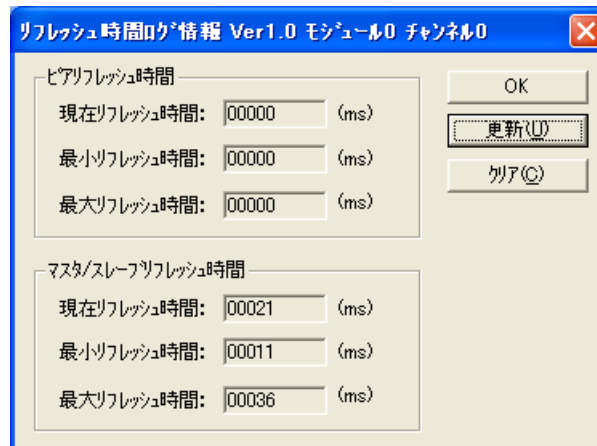 リフレッシュ時間ログ情報 Ver1.0 モジュール0 チャンネル0
ピアリフレッシュ時間
現在リフレッシュ時間: 00000 (ms)
最小リフレッシュ時間: 00000 (ms)
最大リフレッシュ時間: 00000 (ms)
OK
更新(U)
クリア(C)
マスタ/スレーブリフレッシュ時間
現在リフレッシュ時間: 00021 (ms)
最小リフレッシュ時間: 00011 (ms)
最大リフレッシュ時間: 00036 (ms)